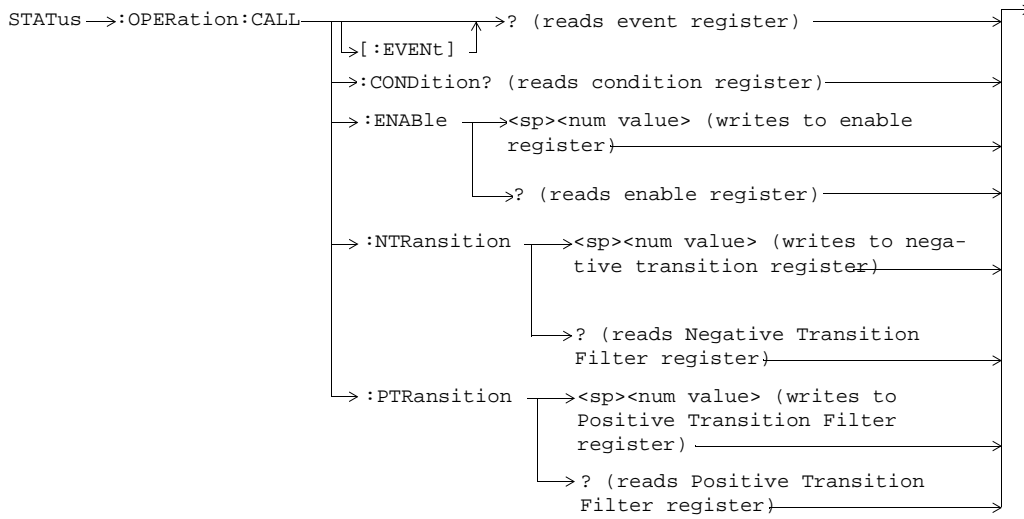 STATus :OPERation:CALL ? (reads event register)
[:EVENt]
:CONDition? (reads condition register)
:ENABle <sp><num value> (writes to enable
register)
? (reads enable register)
:NTRansition <sp><num value> (writes to nega-
tive transition register)
? (reads Negative Transition
Filter register)
:PTRansition <sp><num value> (writes to
Positive Transition Filter
register)
? (reads Positive Transition
Filter register)